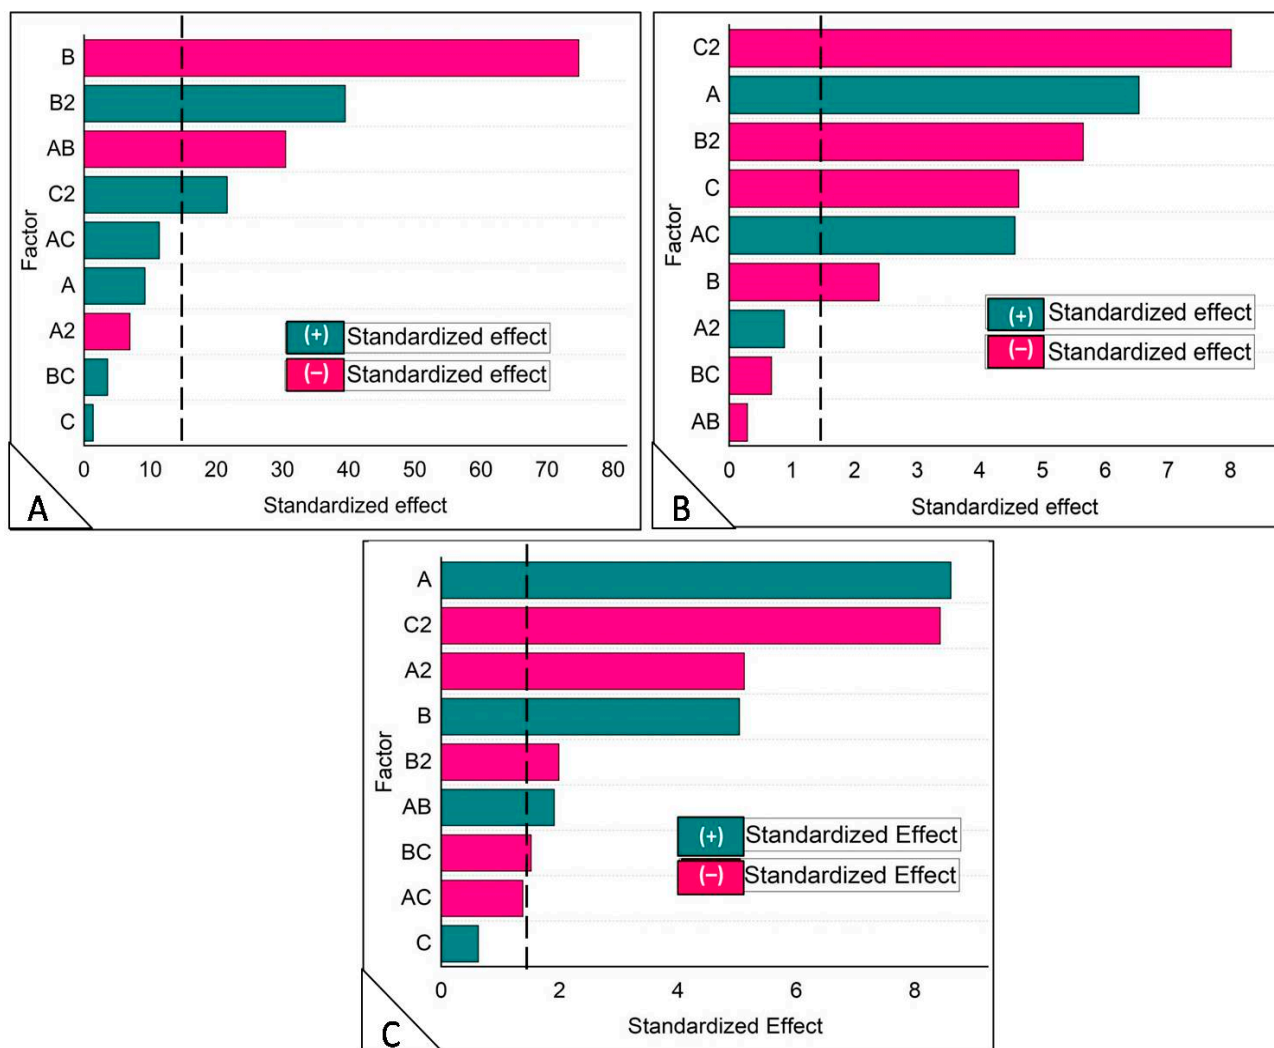 B
B2
AB
C2
AC
A
A2
BC
C
Factor
(+) Standardized effect
(−) Standardized effect
0 10 20 30 40 50 60 70 80
Standardized effect
A
C2
A
B2
C
AC
B
A2
BC
AB
Factor
(+) Standardized effect
(−) Standardized effect
0 1 2 3 4 5 6 7 8
Standardized effect
B
A
C2
A2
B
B2
AB
BC
AC
C
Factor
(+) Standardized Effect
(−) Standardized Effect
0 2 4 6 8
Standardized Effect
C